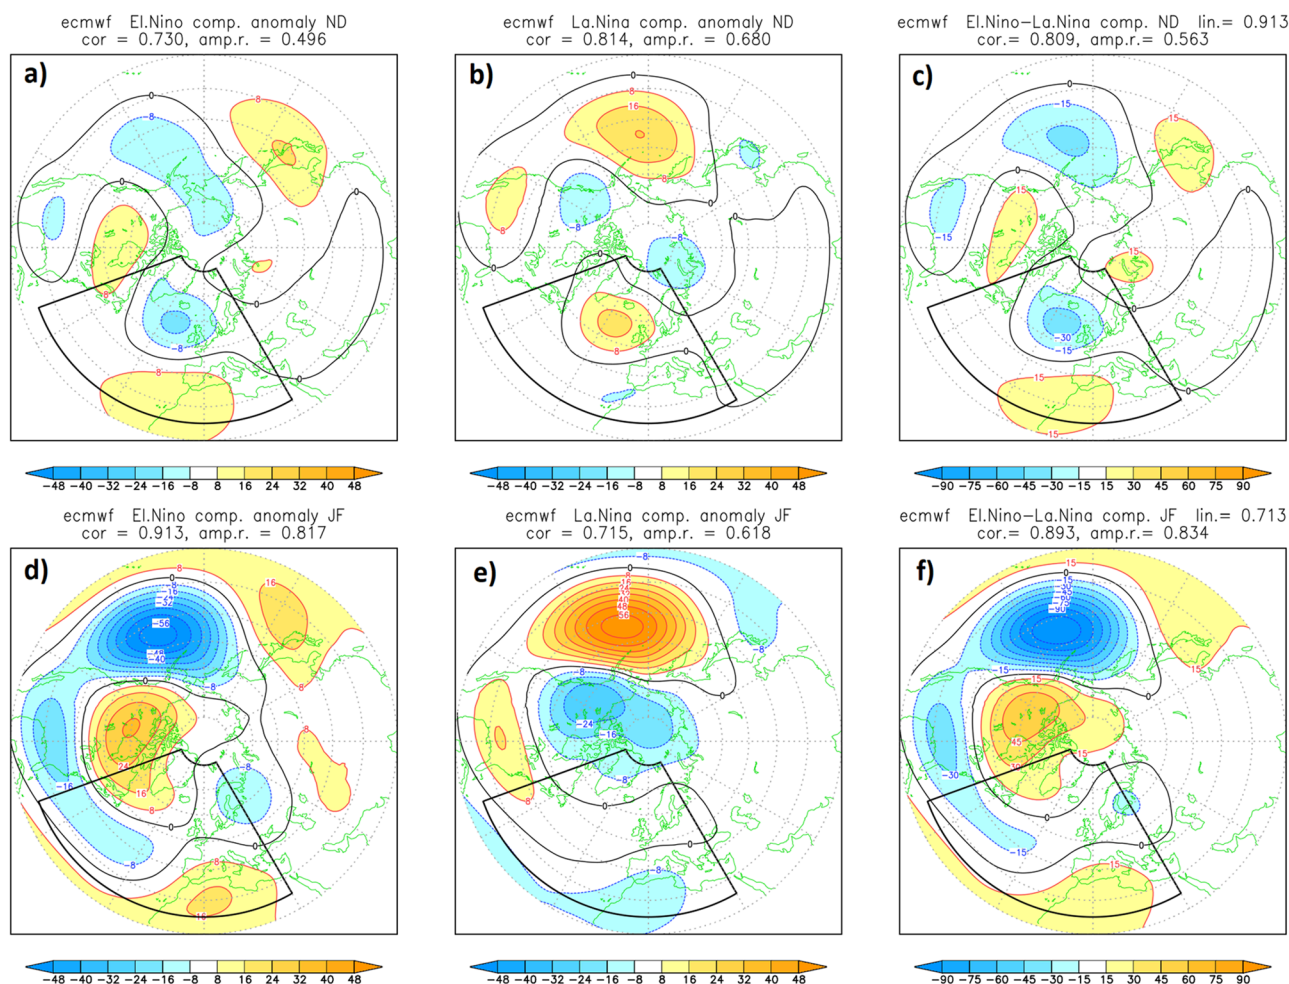 ecmwf El.Nino comp. anomaly ND
cor = 0.730, amp.r. = 0.496
ecmwf La.Nina comp. anomaly ND
cor = 0.814, amp.r. = 0.680
ecmwf El.Nino-La.Nina comp. ND lin.= 0.913
cor.= 0.809, amp.r.= 0.563
a)
b)
c)
-48 -40 -32 -24 -16 -8 8 16 24 32 40 48
-48 -40 -32 -24 -16 -8 8 16 24 32 40 48
-90 -75 -60 -45 -30 -15 15 30 45 60 75 90
ecmwf El.Nino comp. anomaly JF
cor = 0.913, amp.r. = 0.817
ecmwf La.Nina comp. anomaly JF
cor = 0.715, amp.r. = 0.618
ecmwf El.Nino-La.Nina comp. JF lin.= 0.713
cor.= 0.893, amp.r.= 0.834
d)
e)
f)
-48 -40 -32 -24 -16 -8 8 16 24 32 40 48
-48 -40 -32 -24 -16 -8 8 16 24 32 40 48
-90 -75 -60 -45 -30 -15 15 30 45 60 75 90